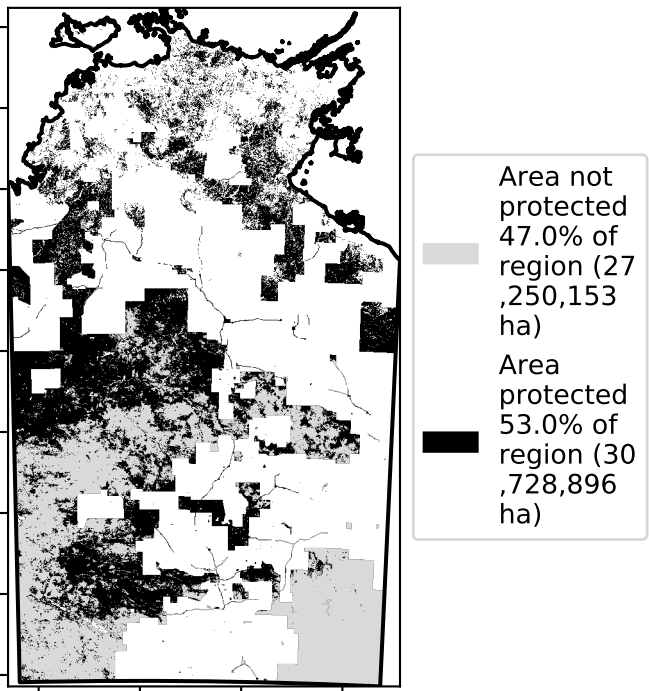 Area not
protected
47.0% of
region (27
,250,153
ha)
Area
protected
53.0% of
region (30
,728,896
ha)